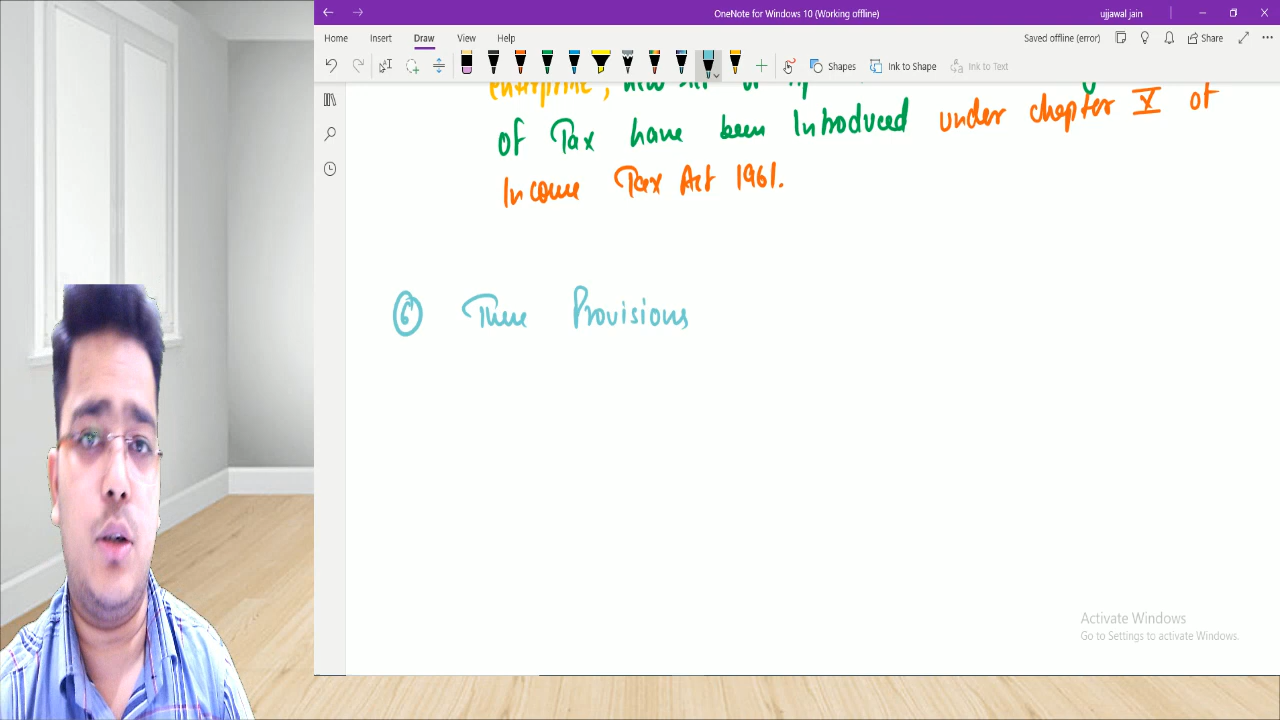 OneNote for Windows 10 (Working offline)
ujjawal jain
Home Insert Draw View Help
Saved offline (error)
Share
Shapes
Ink to Shape
Ink to Text
enterprise,
of Tax have been Introduced under chapter X of
Income Tax Act 1961.
6 These Provisions
Activate Windows
Go to Settings to activate Windows.